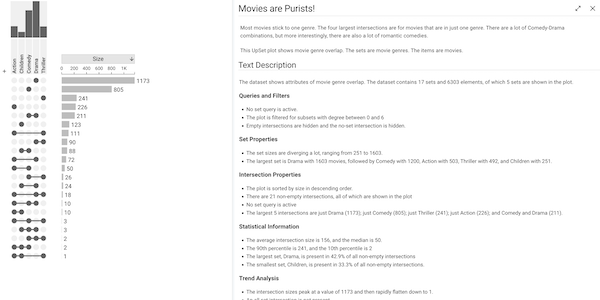 Movies are Purists!
Most movies stick to one genre. The four largest intersections are for movies that are in just one genre. There are a lot of Comedy-Drama
combinations, but more interestingly, there are also a lot of romantic comedies.
This UpSet plot shows movie genre overlap. The sets are movie genres. The items are movies.
Text Description
The dataset shows attributes of movie genre overlap. The dataset contains 17 sets and 6303 elements, of which 5 sets are shown in the plot.
Queries and Filters
No set query is active.
The plot is filtered for subsets with degree between 0 and 6
Empty intersections are hidden and the no-set intersection is hidden.
Set Properties
The set sizes are diverging a lot, ranging from 251 to 1603.
The largest set is Drama with 1603 movies, followed by Comedy with 1200, Action with 503, Thriller with 492, and Children with 251.
Intersection Properties
The plot is sorted by size in descending order.
There are 21 non-empty intersections, all of which are shown in the plot
No set query is active
The largest 5 intersections are just Drama (1173); just Comedy (805); just Thriller (241); just Action (226); and Comedy and Drama (211).
Statistical Information
The average intersection size is 156, and the median is 50.
The 90th percentile is 241, and the 10th percentile is 2
The largest set, Drama, is present in 42.9% of all non-empty intersections.
The smallest set, Children, is present in 33.3% of all non-empty intersections.
Trend Analysis
The intersection sizes peak at a value of 1173 and then rapidly flatten down to 1.
Action
Children
Comedy
Drama
Thriller
Size
0 200 400 600 800 1K
1173
805
241
226
211
123
111
90
88
72
50
26
24
18
10
10
3
3
2
2
1